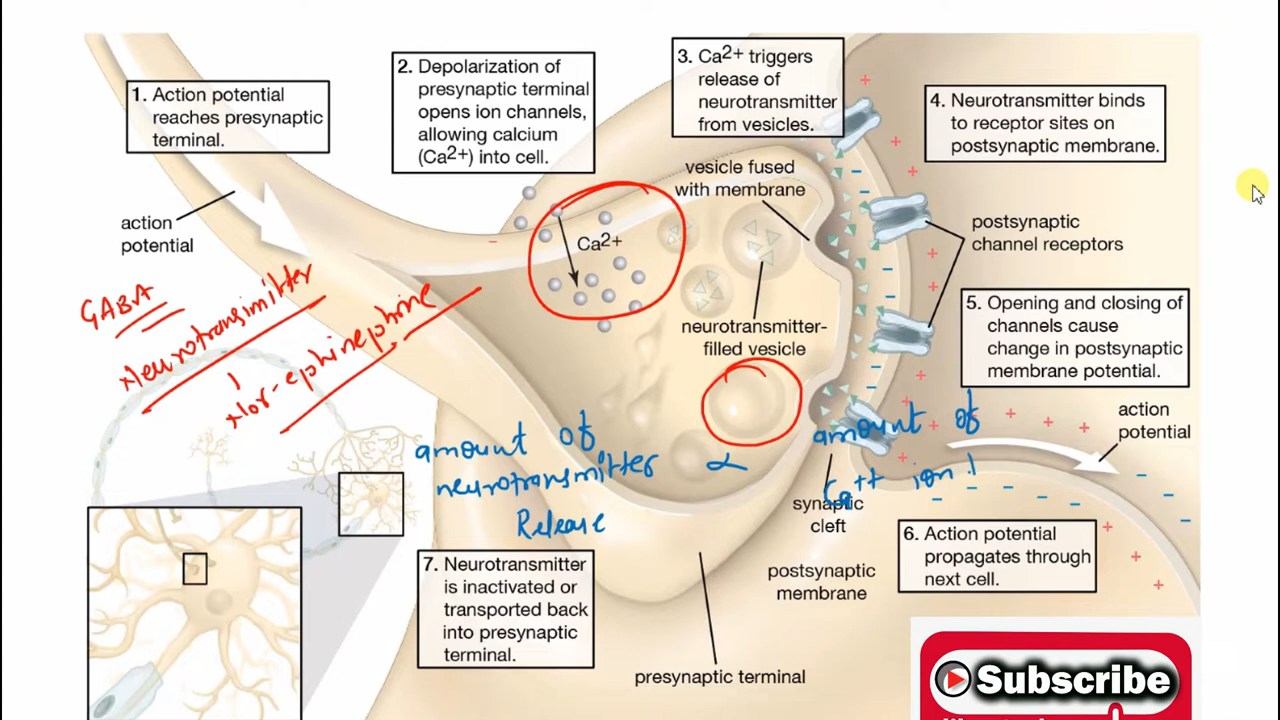 1. Action potential
reaches presynaptic
terminal.
2. Depolarization of
presynaptic terminal
opens ion channels,
allowing calcium
(Ca2+) into cell.
3. Ca2+ triggers
release of
neurotransmitter
from vesicles.
4. Neurotransmitter binds
to receptor sites on
postsynaptic membrane.
vesicle fused
with membrane
action
potential
Ca2+
postsynaptic
channel receptors
GABA
Neurotransimitter
Nor-ephinephrine
neurotransmitter-
filled vesicle
5. Opening and closing of
channels cause
change in postsynaptic
membrane potential.
action
potential
amount of
neurotransmitter
Release
∝
amount of
Ca++ ion!
synaptic
cleft
6. Action potential
propagates through
next cell.
7. Neurotransmitter
is inactivated or
transported back
into presynaptic
terminal.
postsynaptic
membrane
presynaptic terminal
Subscribe